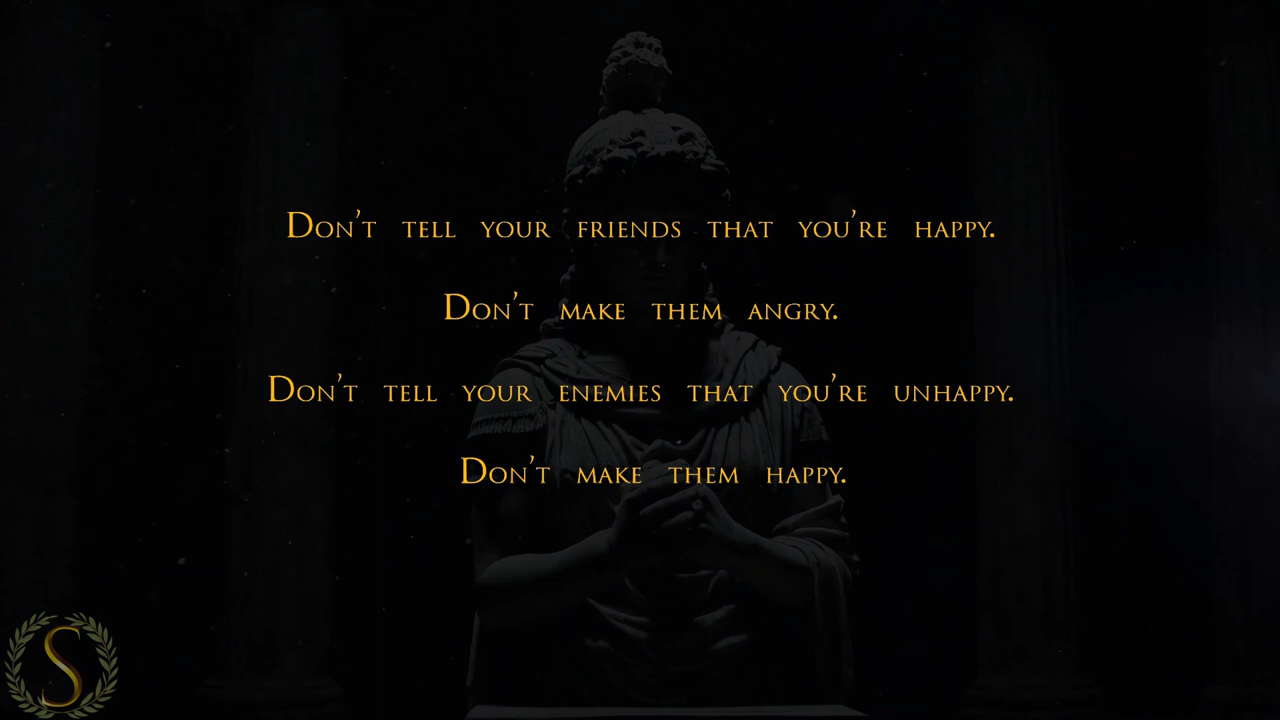 Don't tell your friends that you're happy.
Don't make them angry.
Don't tell your enemies that you're unhappy.
Don't make them happy.
S